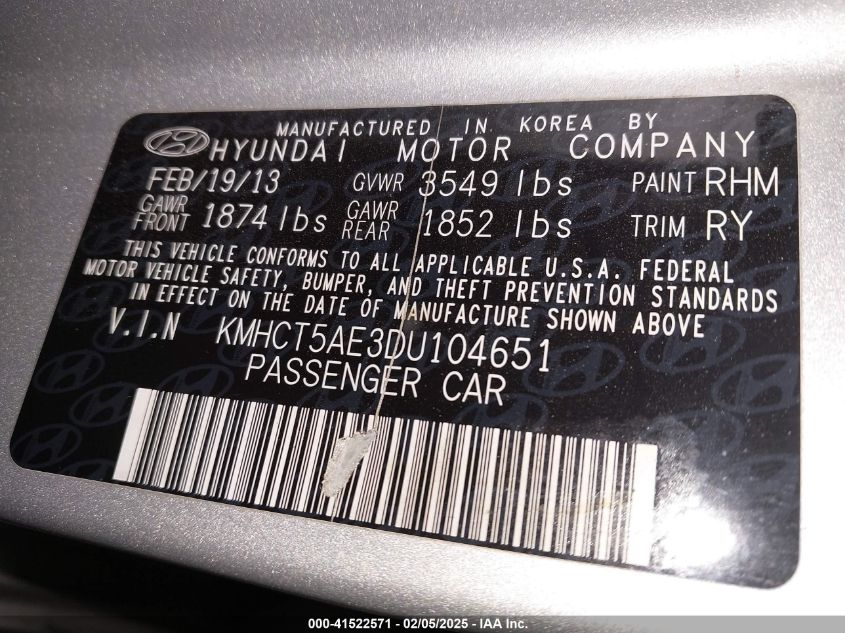 MANUFACTURED IN KOREA BY
HYUNDAI MOTOR COMPANY
FEB/19/13 GVWR 3549 lbs PAINT RHM
GAWR FRONT 1874 lbs GAWR REAR 1852 lbs TRIM RY
THIS VEHICLE CONFORMS TO ALL APPLICABLE U.S.A. FEDERAL
MOTOR VEHICLE SAFETY, BUMPER, AND THEFT PREVENTION STANDARDS
IN EFFECT ON THE DATE OF MANUFACTURE SHOWN ABOVE
V.I.N KMHCT5AE3DU104651
PASSENGER CAR
000-41522571 - 02/05/2025 - IAA Inc.